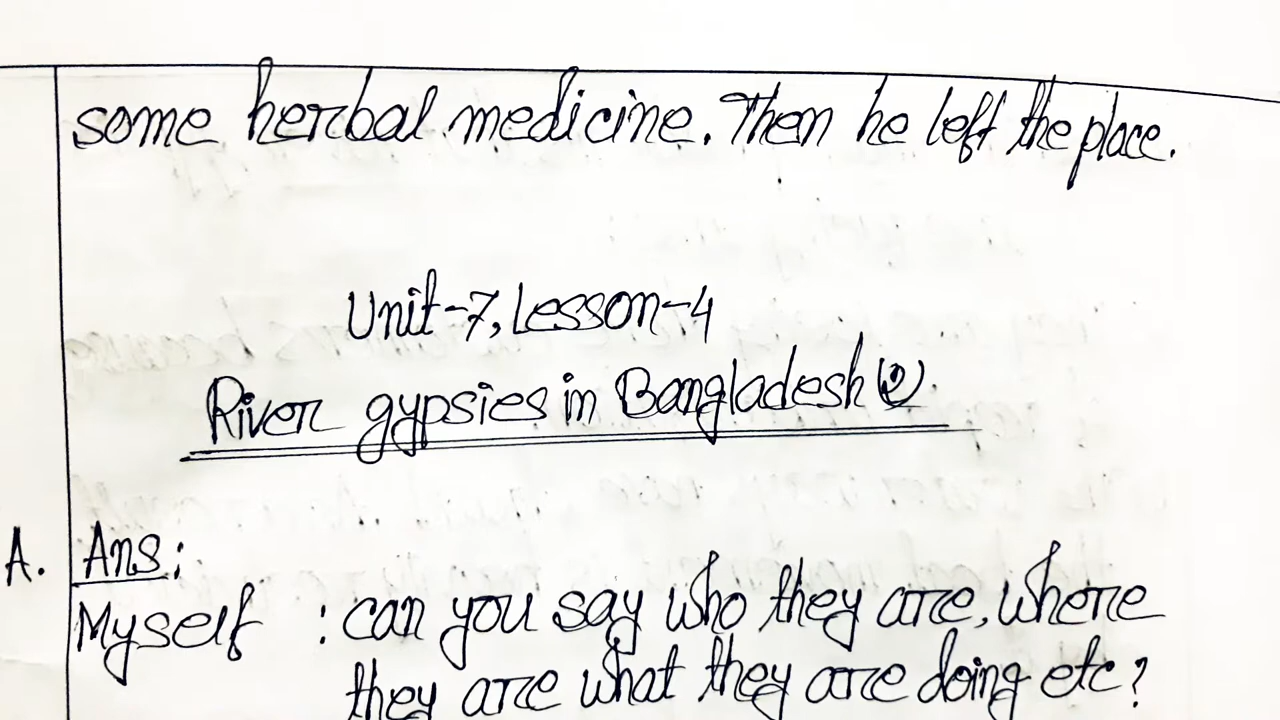 some herbal medicine. Then he left the place.
Unit-7, Lesson-4
River gypsies in Bangladesh (2)
A. Ans:
Myself : can you say who they are, where
they are what they are doing etc?